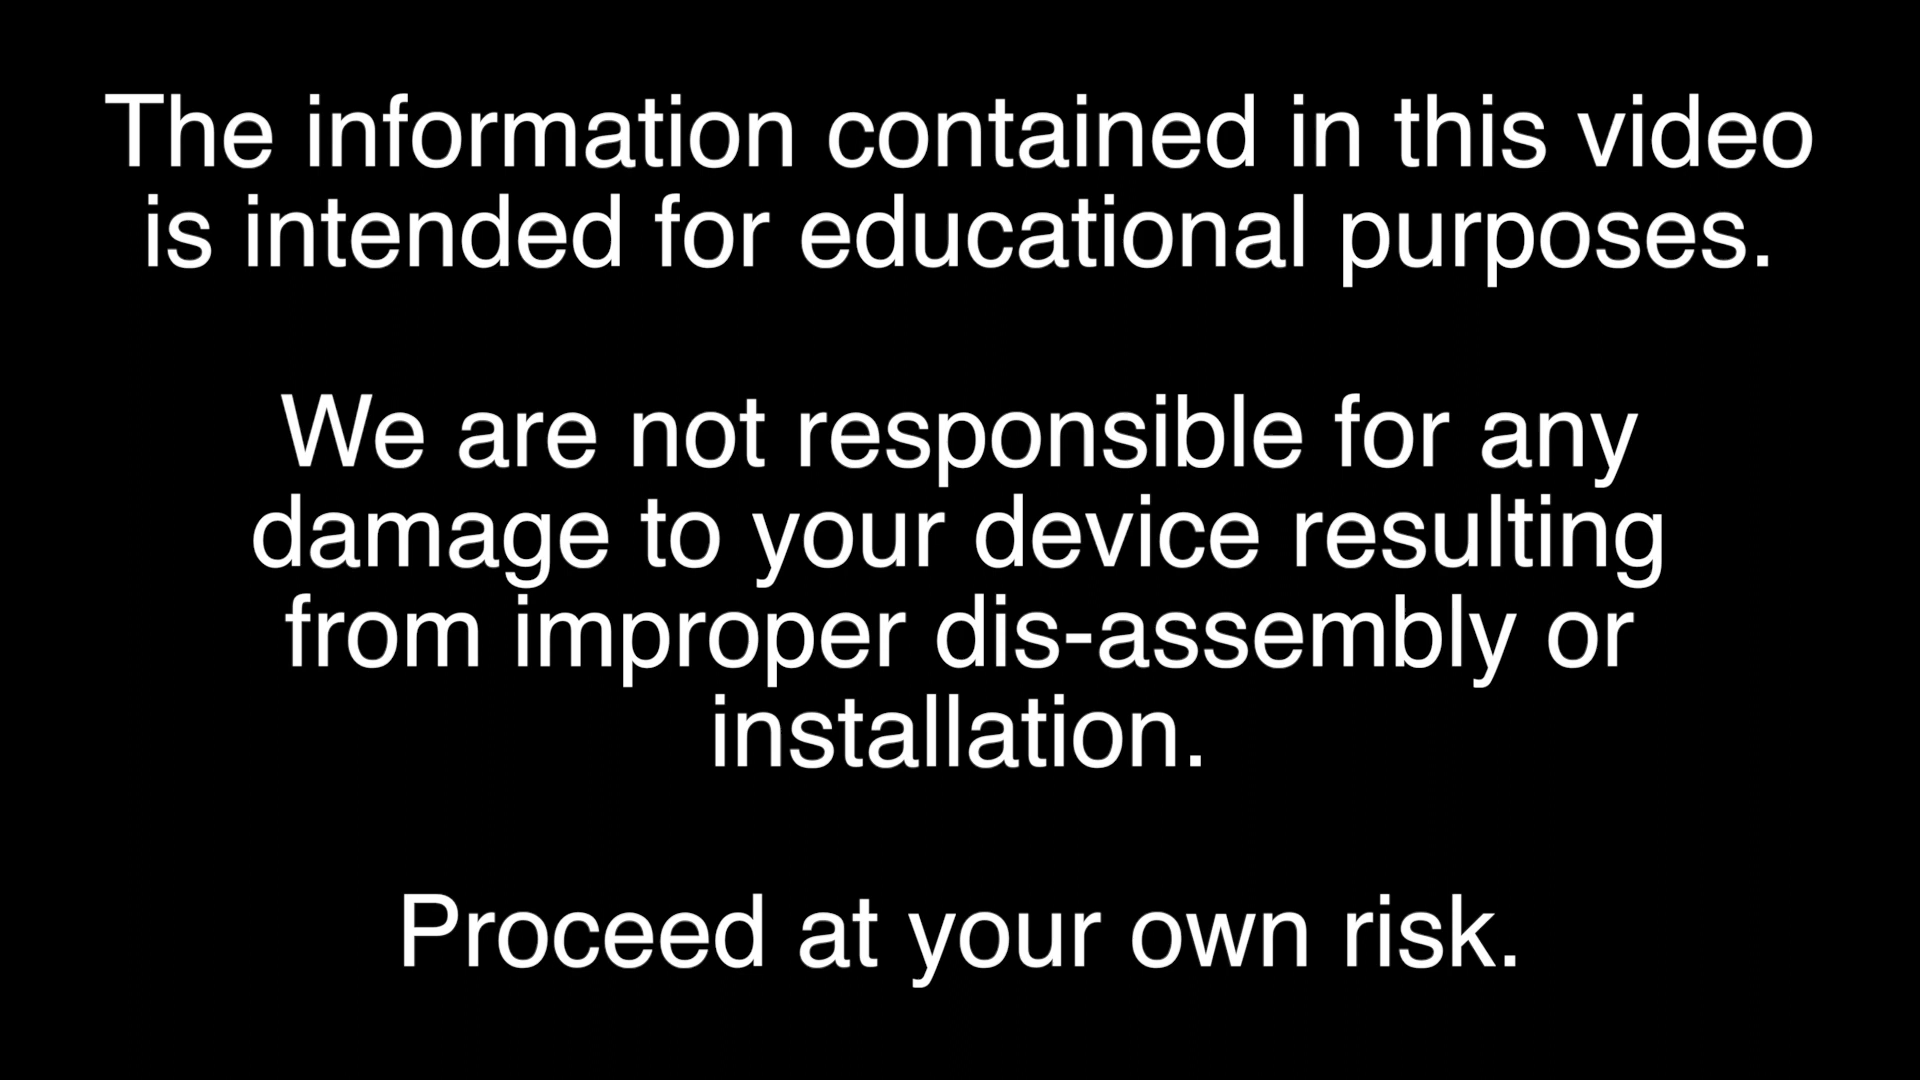 The information contained in this video
is intended for educational purposes.
We are not responsible for any
damage to your device resulting
from improper dis-assembly or
installation.
Proceed at your own risk.